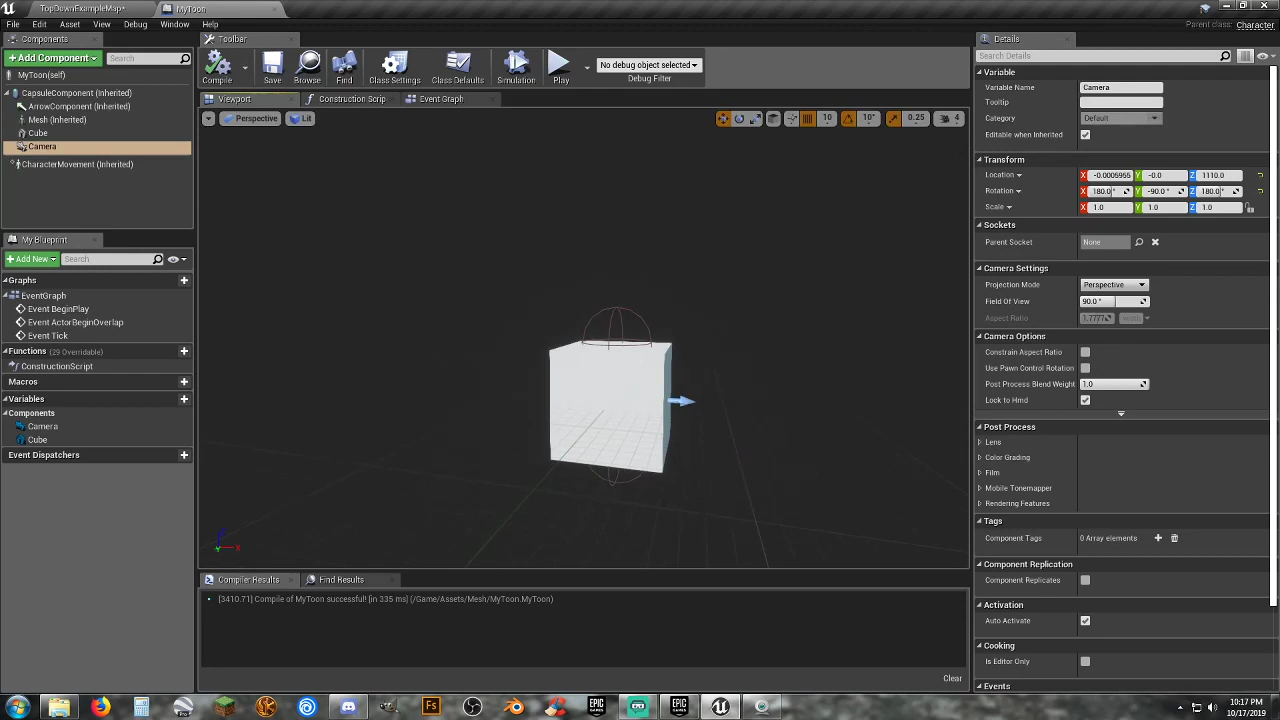 TopDownExampleMap*
MyToon
File Edit Asset View Debug Window Help
Parent class: Character
Components
+ Add Component
Search
MyToon(self)
CapsuleComponent (Inherited)
ArrowComponent (Inherited)
Mesh (Inherited)
Cube
Camera
CharacterMovement (Inherited)
My Blueprint
+ Add New
Search
Graphs
EventGraph
Event BeginPlay
Event ActorBeginOverlap
Event Tick
Functions (29 Overridable)
ConstructionScript
Macros
Variables
Components
Camera
Cube
Event Dispatchers
Toolbar
Compile
Save
Browse
Find
Class Settings
Class Defaults
Simulation
Play
No debug object selected
Debug Filter
Viewport
Construction Scrip
Event Graph
Perspective
Lit
10
10°
0.25
4
Compiler Results
Find Results
[3410.71] Compile of MyToon successful! [in 335 ms] (/Game/Assets/Mesh/MyToon.MyToon)
Clear
Details
Search Details
Variable
Variable Name Camera
Tooltip
Category Default
Editable when Inherited
Transform
Location X -0.0005955 Y -0.0 Z 1110.0
Rotation X 180.0 ° Y -90.0 ° Z 180.0 °
Scale X 1.0 Y 1.0 Z 1.0
Sockets
Parent Socket None
Camera Settings
Projection Mode Perspective
Field Of View 90.0 °
Aspect Ratio 1.7777
Camera Options
Constrain Aspect Ratio
Use Pawn Control Rotation
Post Process Blend Weight 1.0
Lock to Hmd
Post Process
Lens
Color Grading
Film
Mobile Tonemapper
Rendering Features
Tags
Component Tags 0 Array elements
Component Replication
Component Replicates
Activation
Auto Activate
Cooking
Is Editor Only
Events
Fs
EPIC GAMES
EPIC GAMES
10:17 PM
10/17/2019